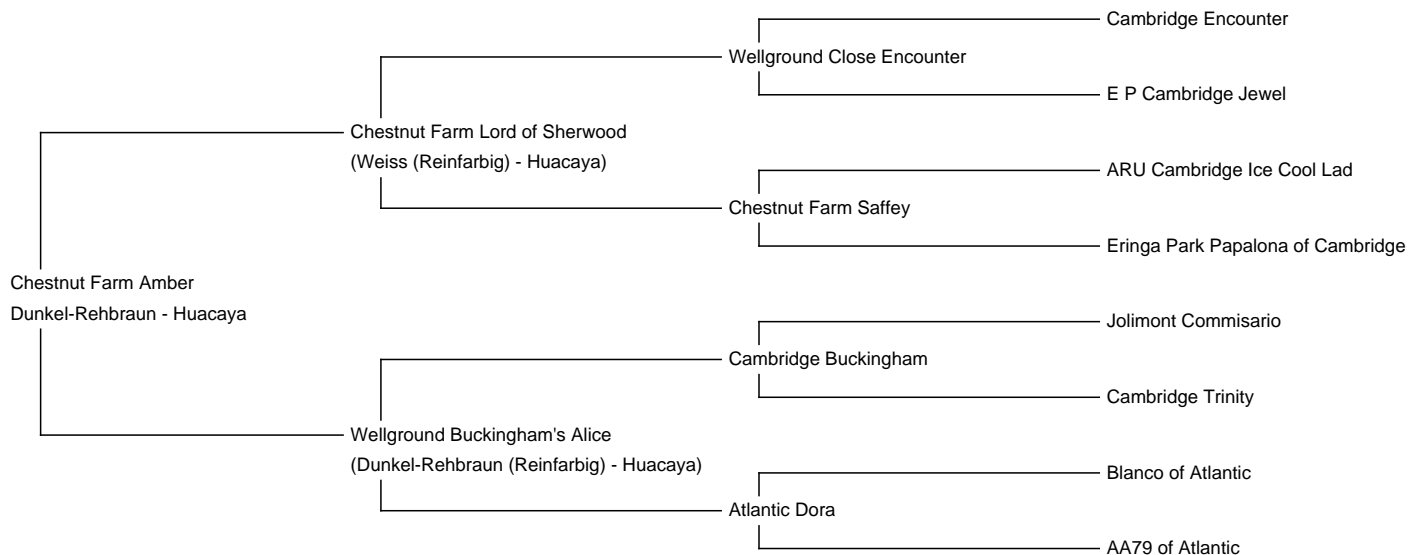 Cambridge Encounter
Wellground Close Encounter
E P Cambridge Jewel
Chestnut Farm Lord of Sherwood
(Weiss (Reinfarbig) - Huacaya)
ARU Cambridge Ice Cool Lad
Chestnut Farm Saffey
Eringa Park Papalona of Cambridge
Chestnut Farm Amber
Dunkel-Rehbraun - Huacaya
Jolimont Commisario
Cambridge Buckingham
Cambridge Trinity
Wellground Buckingham's Alice
(Dunkel-Rehbraun (Reinfarbig) - Huacaya)
Blanco of Atlantic
Atlantic Dora
AA79 of Atlantic